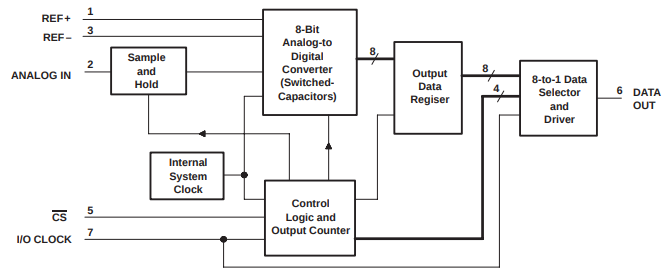 REF+
1
REF–
3
ANALOG IN
2
Sample
and
Hold
8-Bit
Analog-to
Digital
Converter
(Switched-
Capacitors)
8
Output
Data
Regiser
8
4
8-to-1 Data
Selector
and
Driver
6
DATA
OUT
Internal
System
Clock
Control
Logic and
Output Counter
CS
5
I/O CLOCK
7